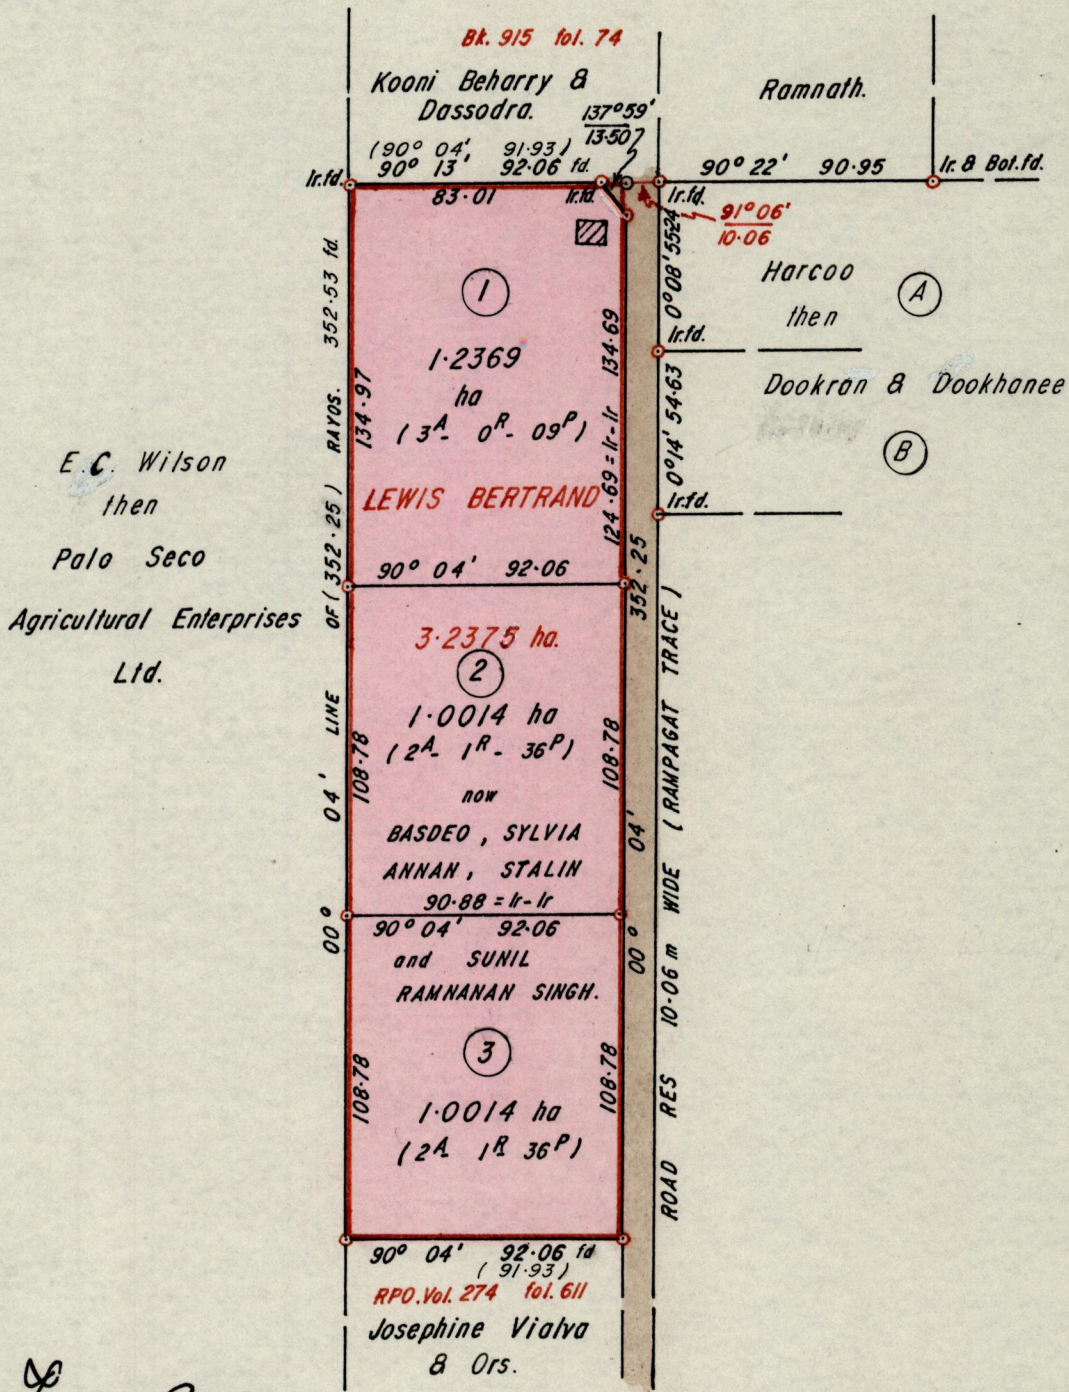 Bk. 915 fol. 74
Kooni Beharry &
Dassodra.
Ramnath.
137°59'
13·50
(90° 04' 91·93)
90° 13' 92·06 fd.
90° 22' 90·95
Ir. & Bot.fd.
Ir.fd.
83·01
Ir.fd.
Ir.fd.
91°06'
10·06
352·53 fd.
0°08' 55·24
Harcoo
then
A
1
1·2369
ha
(3A- 0R- 09P)
134·69
134·97
Ir.fd.
Dookran & Dookhanee
B
0°14' 54·63
E.C. Wilson
then
Palo Seco
Agricultural Enterprises
Ltd.
LEWIS BERTRAND
124·69 = Ir-Ir
Ir.fd.
90° 04' 92·06
00° 04' LINE OF (352·25) RAYOS.
00° 04' 352·25
3·2375 ha.
2
1·0014 ha
(2A- 1R- 36P)
108·78
108·78
now
BASDEO, SYLVIA
ANNAN, STALIN
90·88 = Ir-Ir
90° 04' 92·06
and SUNIL
RAMNANAN SINGH.
ROAD RES 10·06 m WIDE (RAMPAGAT TRACE)
3
108·78
108·78
1·0014 ha
(2A 1R 36P)
90° 04' 92·06 fd
(91·93)
RPO.Vol. 274 fol. 611
Josephine Vialva
& Ors.